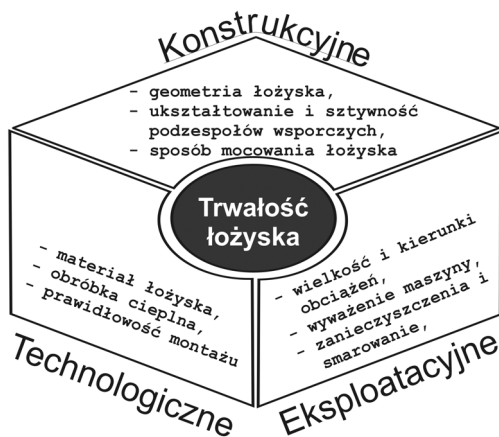 Konstrukcyjne
- geometria łożyska,
- ukształtowanie i sztywność
podzespołów wsporczych,
- sposób mocowania łożyska
Trwałość
łożyska
- materiał łożyska,
- obróbka cieplna,
- prawidłowość montażu
Technologiczne
- wielkość i kierunki
obciążeń,
- wyważenie maszyny,
- zanieczyszczenia i
smarowanie,
Eksploatacyjne